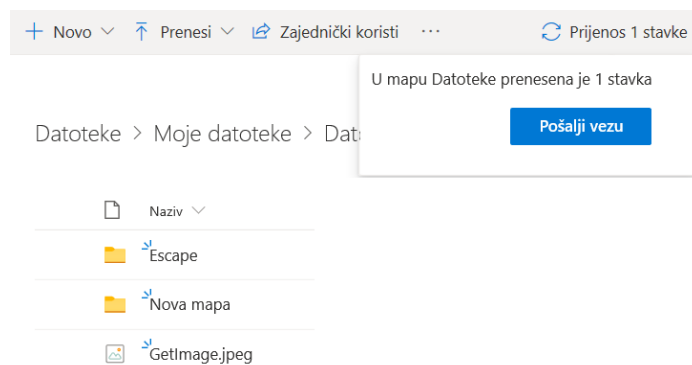 Novo Prenesi Zajednički koristi ··· Prijenos 1 stavke
U mapu Datoteke prenesena je 1 stavka
Pošalji vezu
Datoteke > Moje datoteke >
Naziv
Escape
Nova mapa
GetImage.jpeg